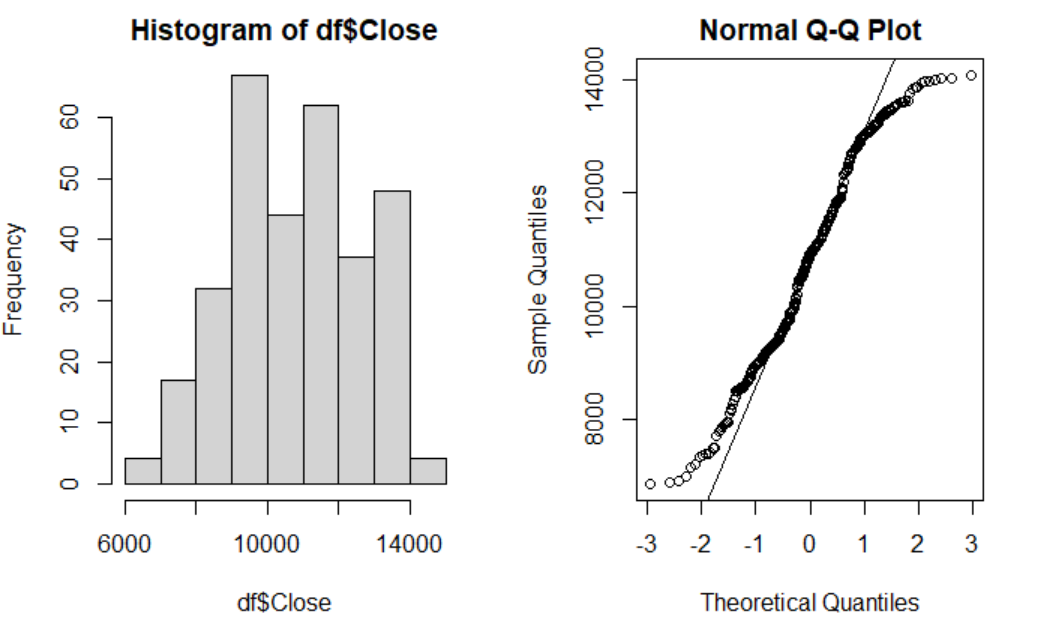 Histogram of df$Close
Frequency
60
50
40
30
20
10
0
6000 10000 14000
df$Close
Normal Q-Q Plot
Sample Quantiles
14000
12000
10000
8000
-3 -2 -1 0 1 2 3
Theoretical Quantiles